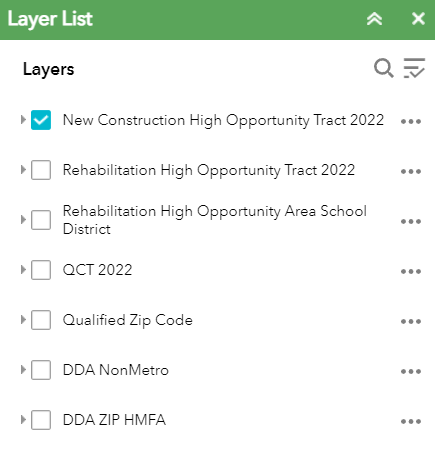 Layer List
Layers
New Construction High Opportunity Tract 2022
Rehabilitation High Opportunity Tract 2022
Rehabilitation High Opportunity Area School
District
QCT 2022
Qualified Zip Code
DDA NonMetro
DDA ZIP HMFA